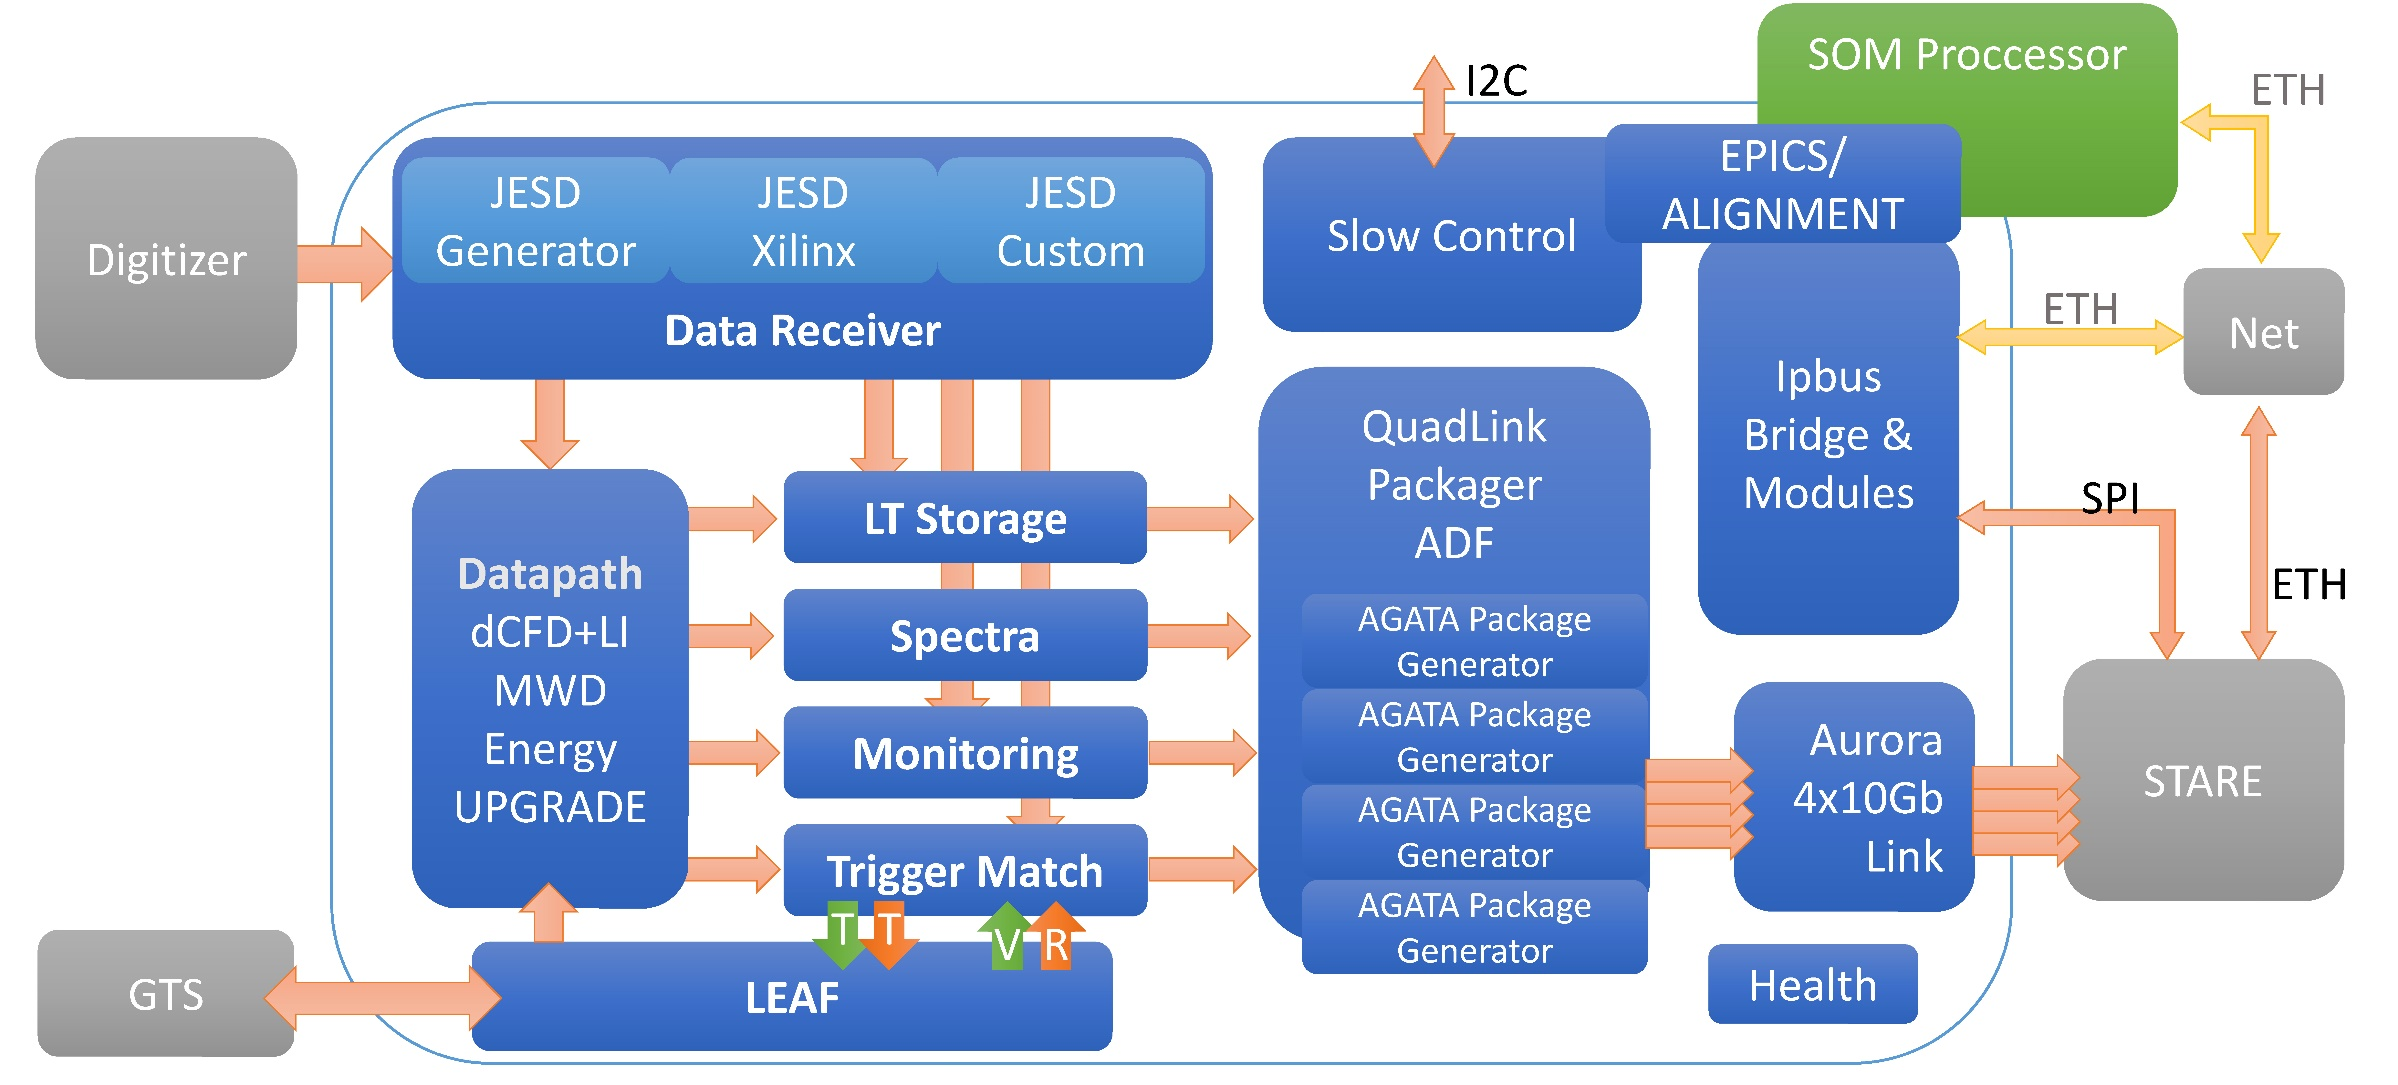 SOM Proccessor
I2C
ETH
EPICS/
ALIGNMENT
Digitizer
JESD
Generator
JESD
Xilinx
JESD
Custom
Data Receiver
Slow Control
ETH
Net
Ipbus
Bridge &
Modules
SPI
ETH
QuadLink
Packager
ADF
Datapath
dCFD+LI
MWD
Energy
UPGRADE
LT Storage
Spectra
Monitoring
Trigger Match
T
T
V
R
AGATA Package
Generator
AGATA Package
Generator
AGATA Package
Generator
AGATA Package
Generator
Aurora
4x10Gb
Link
STARE
GTS
LEAF
Health